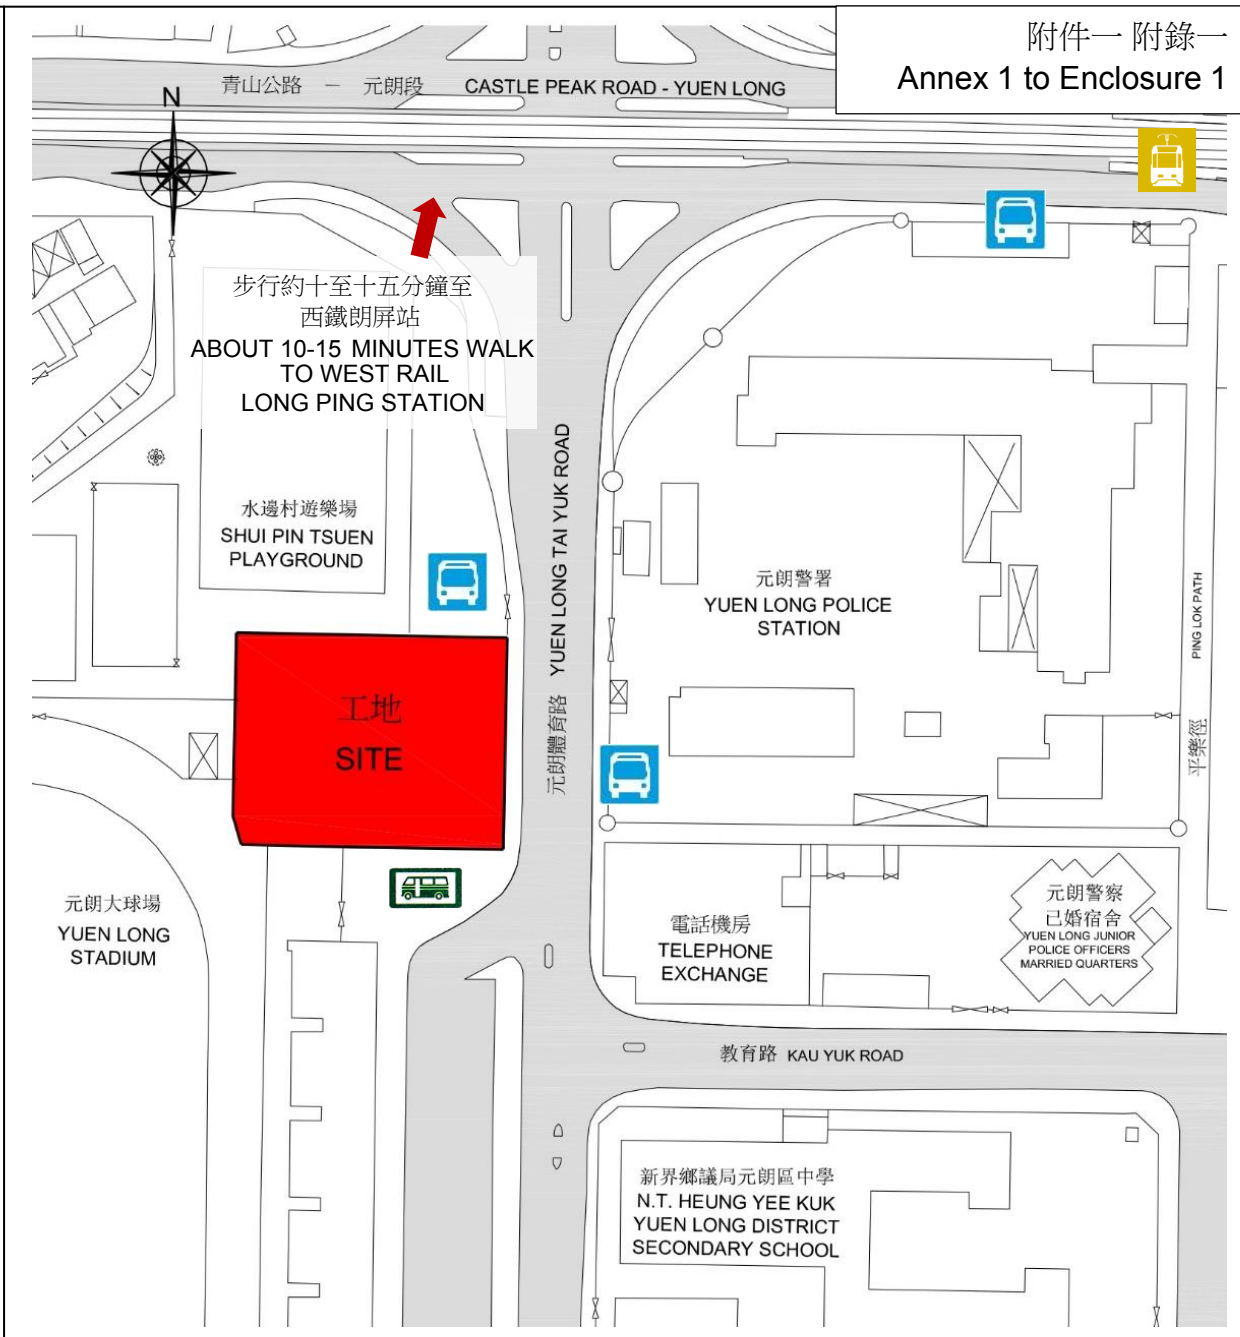 附件一 附錄一
Annex 1 to Enclosure 1
青山公路 － 元朗段 CASTLE PEAK ROAD - YUEN LONG
N
步行約十至十五分鐘至
西鐵朗屏站
ABOUT 10-15 MINUTES WALK
TO WEST RAIL
LONG PING STATION
水邊村遊樂場
SHUI PIN TSUEN
PLAYGROUND
元朗體育路 YUEN LONG TAI YUK ROAD
元朗警署
YUEN LONG POLICE
STATION
平樂徑 PING LOK PATH
工地
SITE
元朗大球場
YUEN LONG
STADIUM
電話機房
TELEPHONE
EXCHANGE
元朗警察
已婚宿舍
YUEN LONG JUNIOR
POLICE OFFICERS
MARRIED QUARTERS
教育路 KAU YUK ROAD
新界鄉議局元朗區中學
N.T. HEUNG YEE KUK
YUEN LONG DISTRICT
SECONDARY SCHOOL